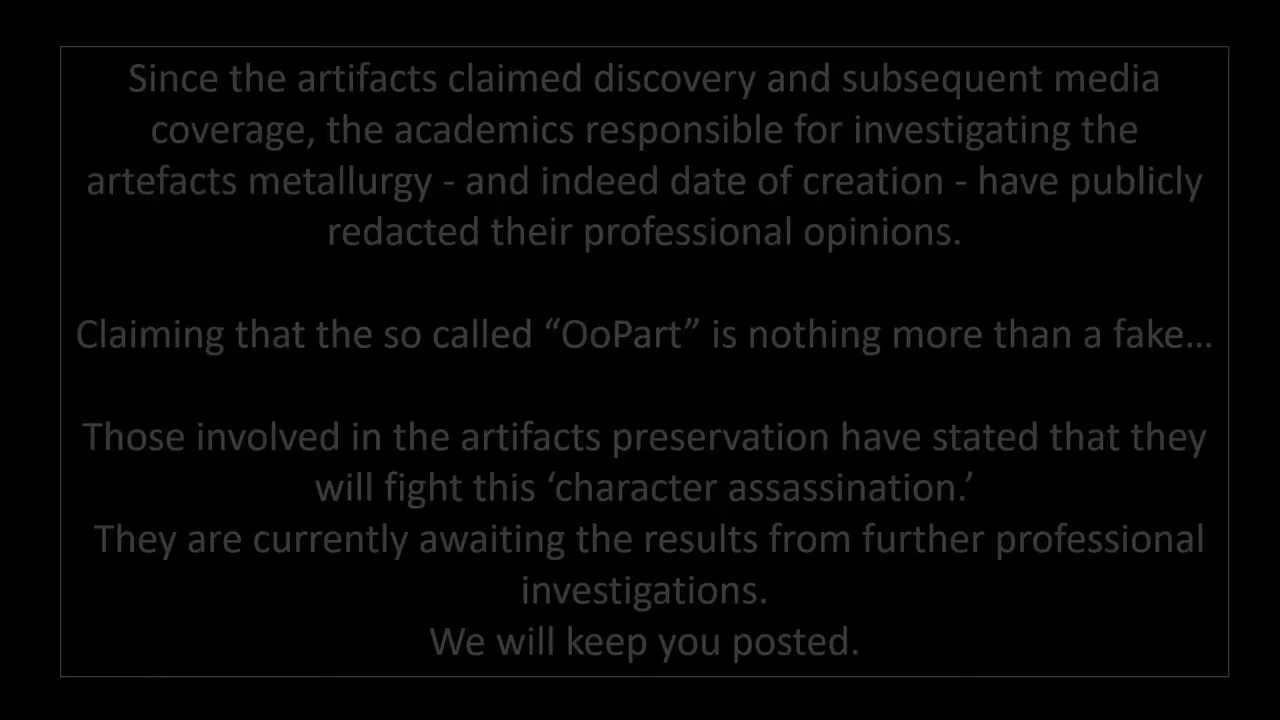 Since the artifacts claimed discovery and subsequent media
coverage, the academics responsible for investigating the
artefacts metallurgy - and indeed date of creation - have publicly
redacted their professional opinions.
Claiming that the so called “OoPart” is nothing more than a fake…
Those involved in the artifacts preservation have stated that they
will fight this ‘character assassination.’
They are currently awaiting the results from further professional
investigations.
We will keep you posted.